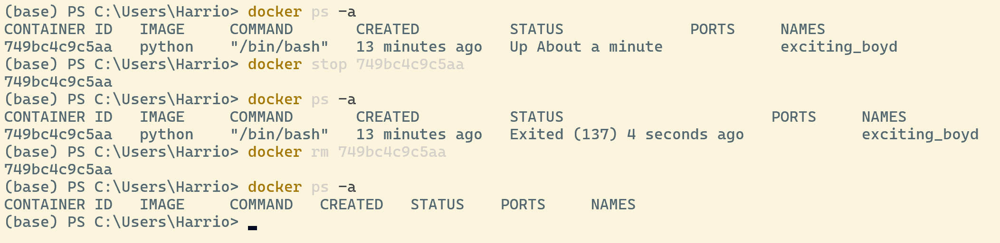 (base) PS C:\Users\Harrio> docker ps -a
CONTAINER ID   IMAGE     COMMAND       CREATED          STATUS              PORTS     NAMES
749bc4c9c5aa   python    "/bin/bash"   13 minutes ago   Up About a minute             exciting_boyd
(base) PS C:\Users\Harrio> docker stop 749bc4c9c5aa
749bc4c9c5aa
(base) PS C:\Users\Harrio> docker ps -a
CONTAINER ID   IMAGE     COMMAND       CREATED          STATUS                       PORTS     NAMES
749bc4c9c5aa   python    "/bin/bash"   13 minutes ago   Exited (137) 4 seconds ago             exciting_boyd
(base) PS C:\Users\Harrio> docker rm 749bc4c9c5aa
749bc4c9c5aa
(base) PS C:\Users\Harrio> docker ps -a
CONTAINER ID   IMAGE     COMMAND   CREATED   STATUS    PORTS     NAMES
(base) PS C:\Users\Harrio>